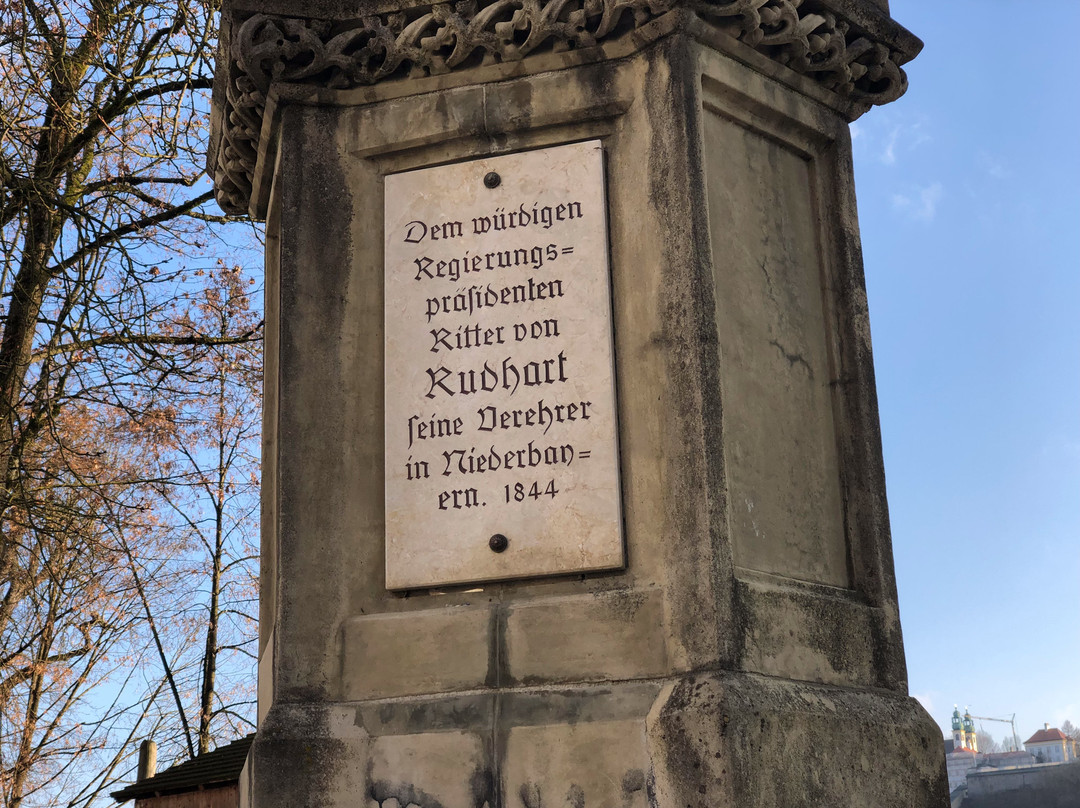 Dem würdigen
Regierungs=
präſidenten
Ritter von
Rudhart
ſeine Verehrer
in Niederbay=
ern. 1844